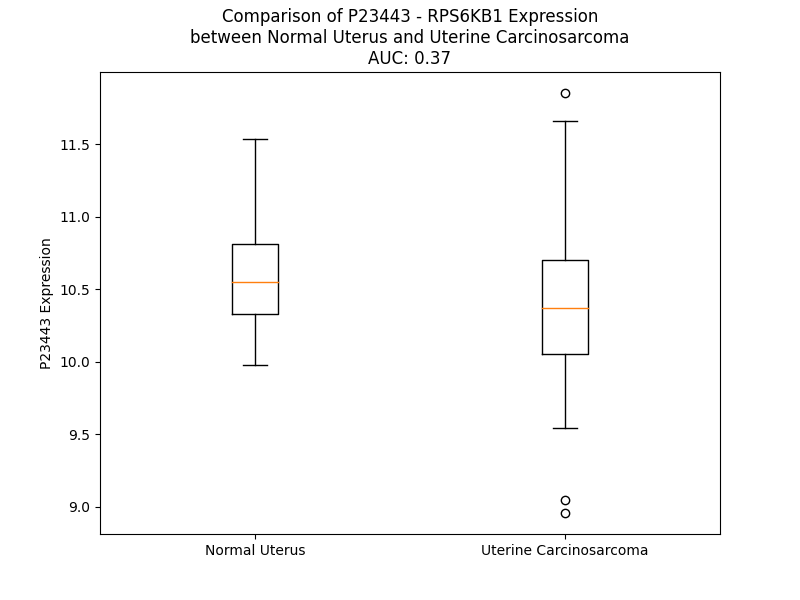 Comparison of P23443 - RPS6KB1 Expression
between Normal Uterus and Uterine Carcinosarcoma
AUC: 0.37
11.5
11.0
10.5
10.0
9.5
9.0
P23443 Expression
Normal Uterus
Uterine Carcinosarcoma